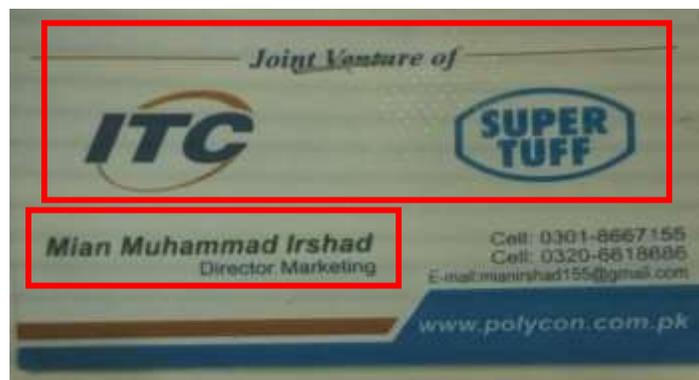 Joint Venture of
ITC
SUPER
TUFF
Mian Muhammad Irshad
Director Marketing
Cell: 0301-8667155
Cell: 0320-6618686
E-mail:mianirshad155@gmail.com
www.polycon.com.pk